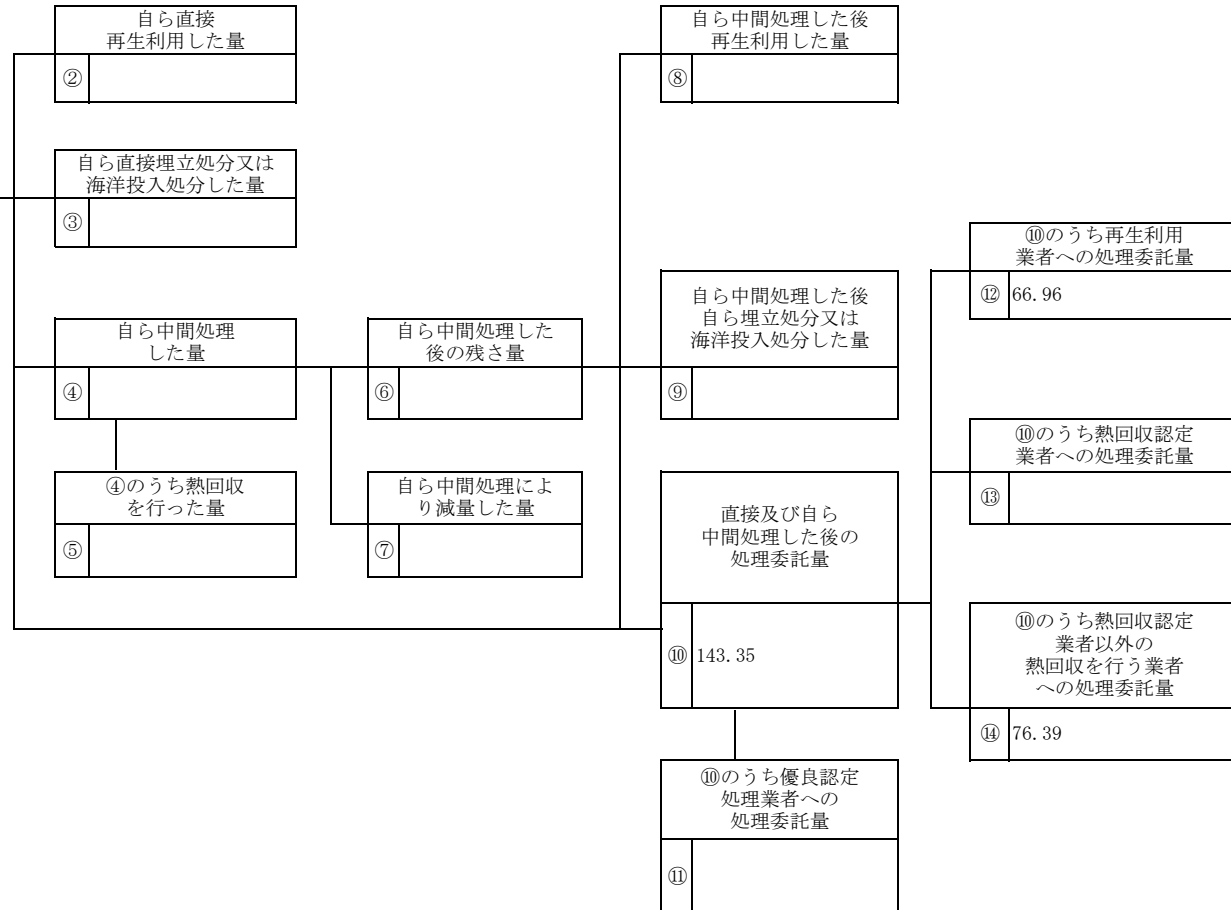 自ら直接
再生利用した量
②
自ら中間処理した後
再生利用した量
⑧
自ら直接埋立処分又は
海洋投入処分した量
③
⑩のうち再生利用
業者への処理委託量
⑫ 66.96
自ら中間処理
した量
④
自ら中間処理した
後の残さ量
⑥
自ら中間処理した後
自ら埋立処分又は
海洋投入処分した量
⑨
⑩のうち熱回収認定
業者への処理委託量
⑬
④のうち熱回収
を行った量
⑤
自ら中間処理によ
り減量した量
⑦
直接及び自ら
中間処理した後の
処理委託量
⑩ 143.35
⑩のうち熱回収認定
業者以外の
熱回収を行う業者
への処理委託量
⑭ 76.39
⑩のうち優良認定
処理業者への
処理委託量
⑪